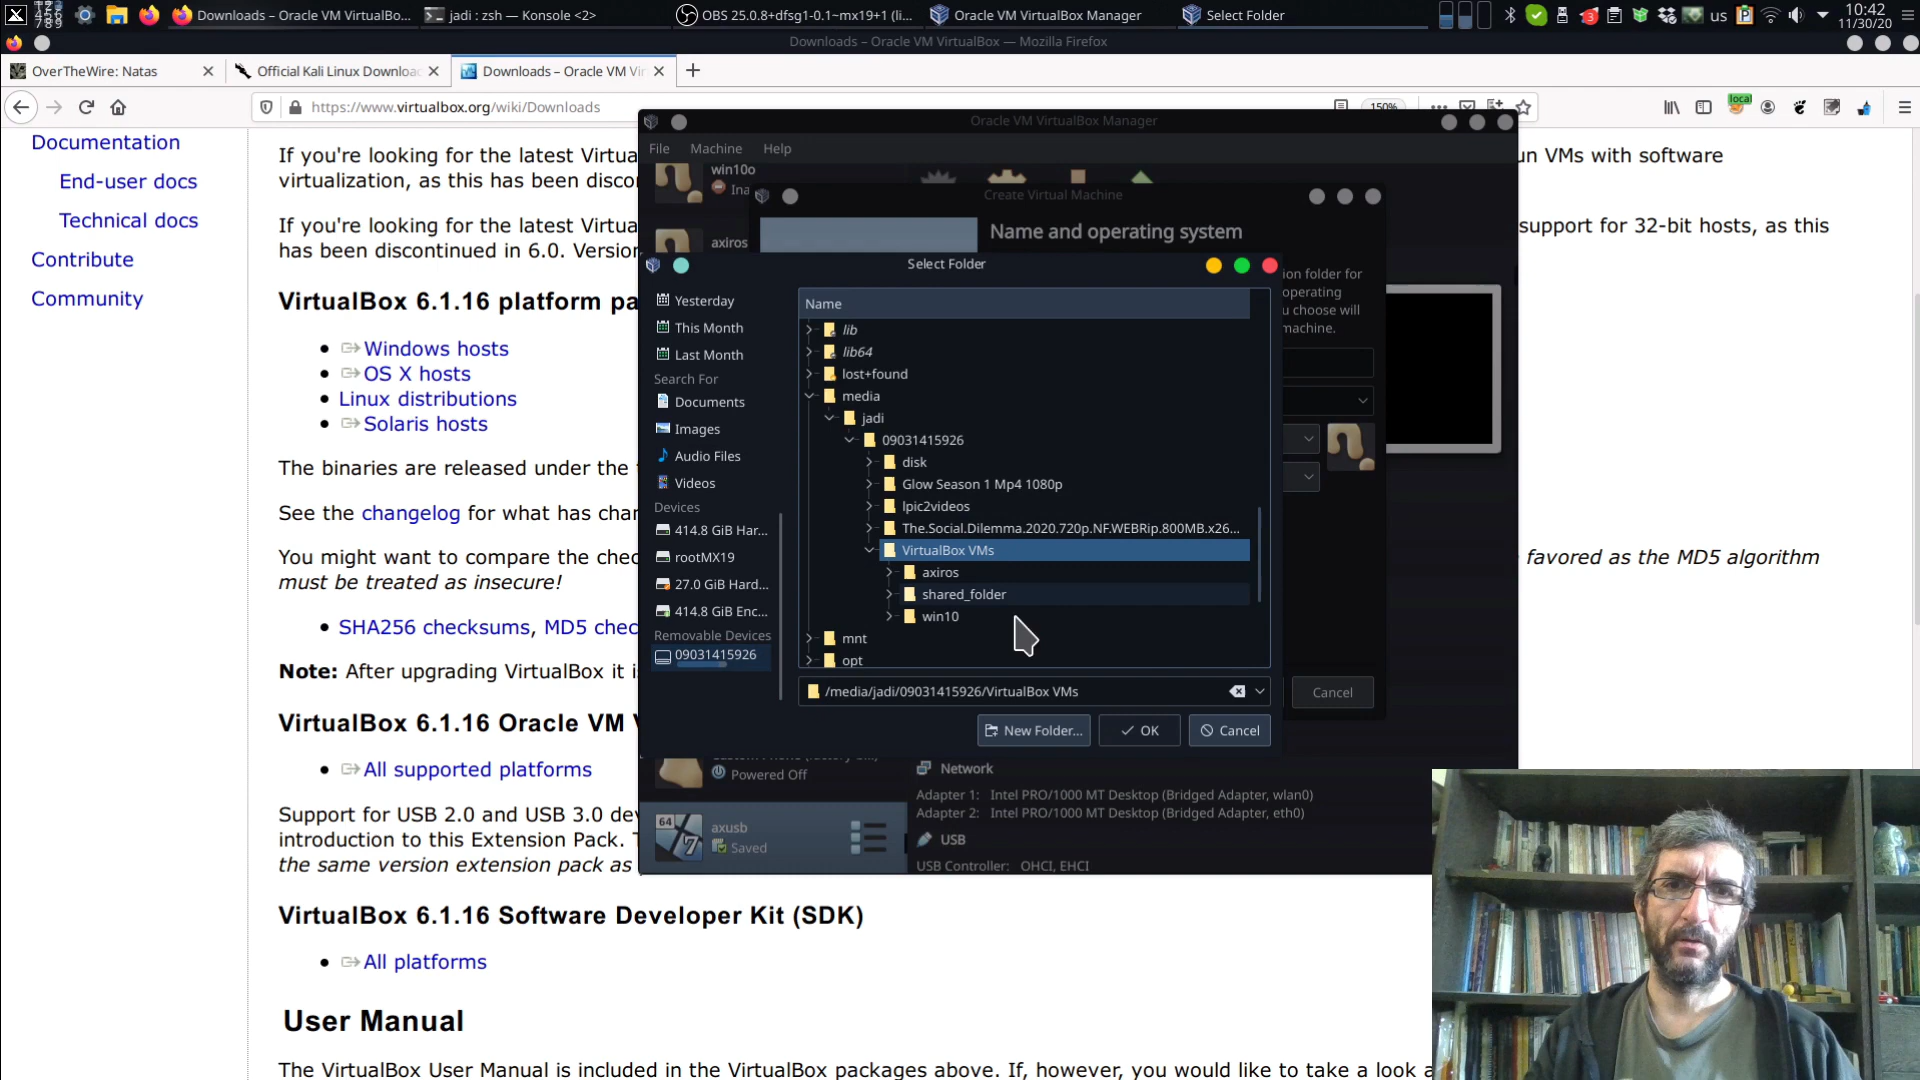 Downloads – Oracle VM VirtualBo...
jadi : zsh — Konsole <2>
OBS 25.0.8+dfsg1-0.1~mx19+1 (li...
Oracle VM VirtualBox Manager
Select Folder
us
10:42
11/30/20
Downloads – Oracle VM VirtualBox — Mozilla Firefox
OverTheWire: Natas
Official Kali Linux Downloa
Downloads – Oracle VM Vir
https://www.virtualbox.org/wiki/Downloads
150%
local
Documentation
End-user docs
Technical docs
Contribute
Community
If you're looking for the latest Virtua
un VMs with software
virtualization, as this has been disco
If you're looking for the latest Virtua
support for 32-bit hosts, as this
has been discontinued in 6.0. Version
VirtualBox 6.1.16 platform pa
Windows hosts
OS X hosts
Linux distributions
Solaris hosts
The binaries are released under the
See the changelog for what has chan
You might want to compare the chec
favored as the MD5 algorithm
must be treated as insecure!
SHA256 checksums, MD5 chec
Note: After upgrading VirtualBox it i
VirtualBox 6.1.16 Oracle VM V
All supported platforms
Support for USB 2.0 and USB 3.0 dev
introduction to this Extension Pack. T
the same version extension pack as
VirtualBox 6.1.16 Software Developer Kit (SDK)
All platforms
User Manual
The VirtualBox User Manual is included in the VirtualBox packages above. If, however, you would like to take a look a
Oracle VM VirtualBox Manager
File
Machine
Help
win10o
Ina
axiros
Create Virtual Machine
Name and operating system
ion folder for
operating
u choose will
machine.
Cancel
Select Folder
Yesterday
This Month
Last Month
Search For
Documents
Images
Audio Files
Videos
Devices
414.8 GiB Har...
rootMX19
27.0 GiB Hard...
414.8 GiB Enc...
Removable Devices
09031415926
Name
lib
lib64
lost+found
media
jadi
09031415926
disk
Glow Season 1 Mp4 1080p
lpic2videos
The.Social.Dilemma.2020.720p.NF.WEBRip.800MB.x26...
VirtualBox VMs
axiros
shared_folder
win10
mnt
opt
/media/jadi/09031415926/VirtualBox VMs
New Folder...
OK
Cancel
Powered Off
64
axusb
Saved
Network
Adapter 1: Intel PRO/1000 MT Desktop (Bridged Adapter, wlan0)
Adapter 2: Intel PRO/1000 MT Desktop (Bridged Adapter, eth0)
USB
USB Controller: OHCI, EHCI